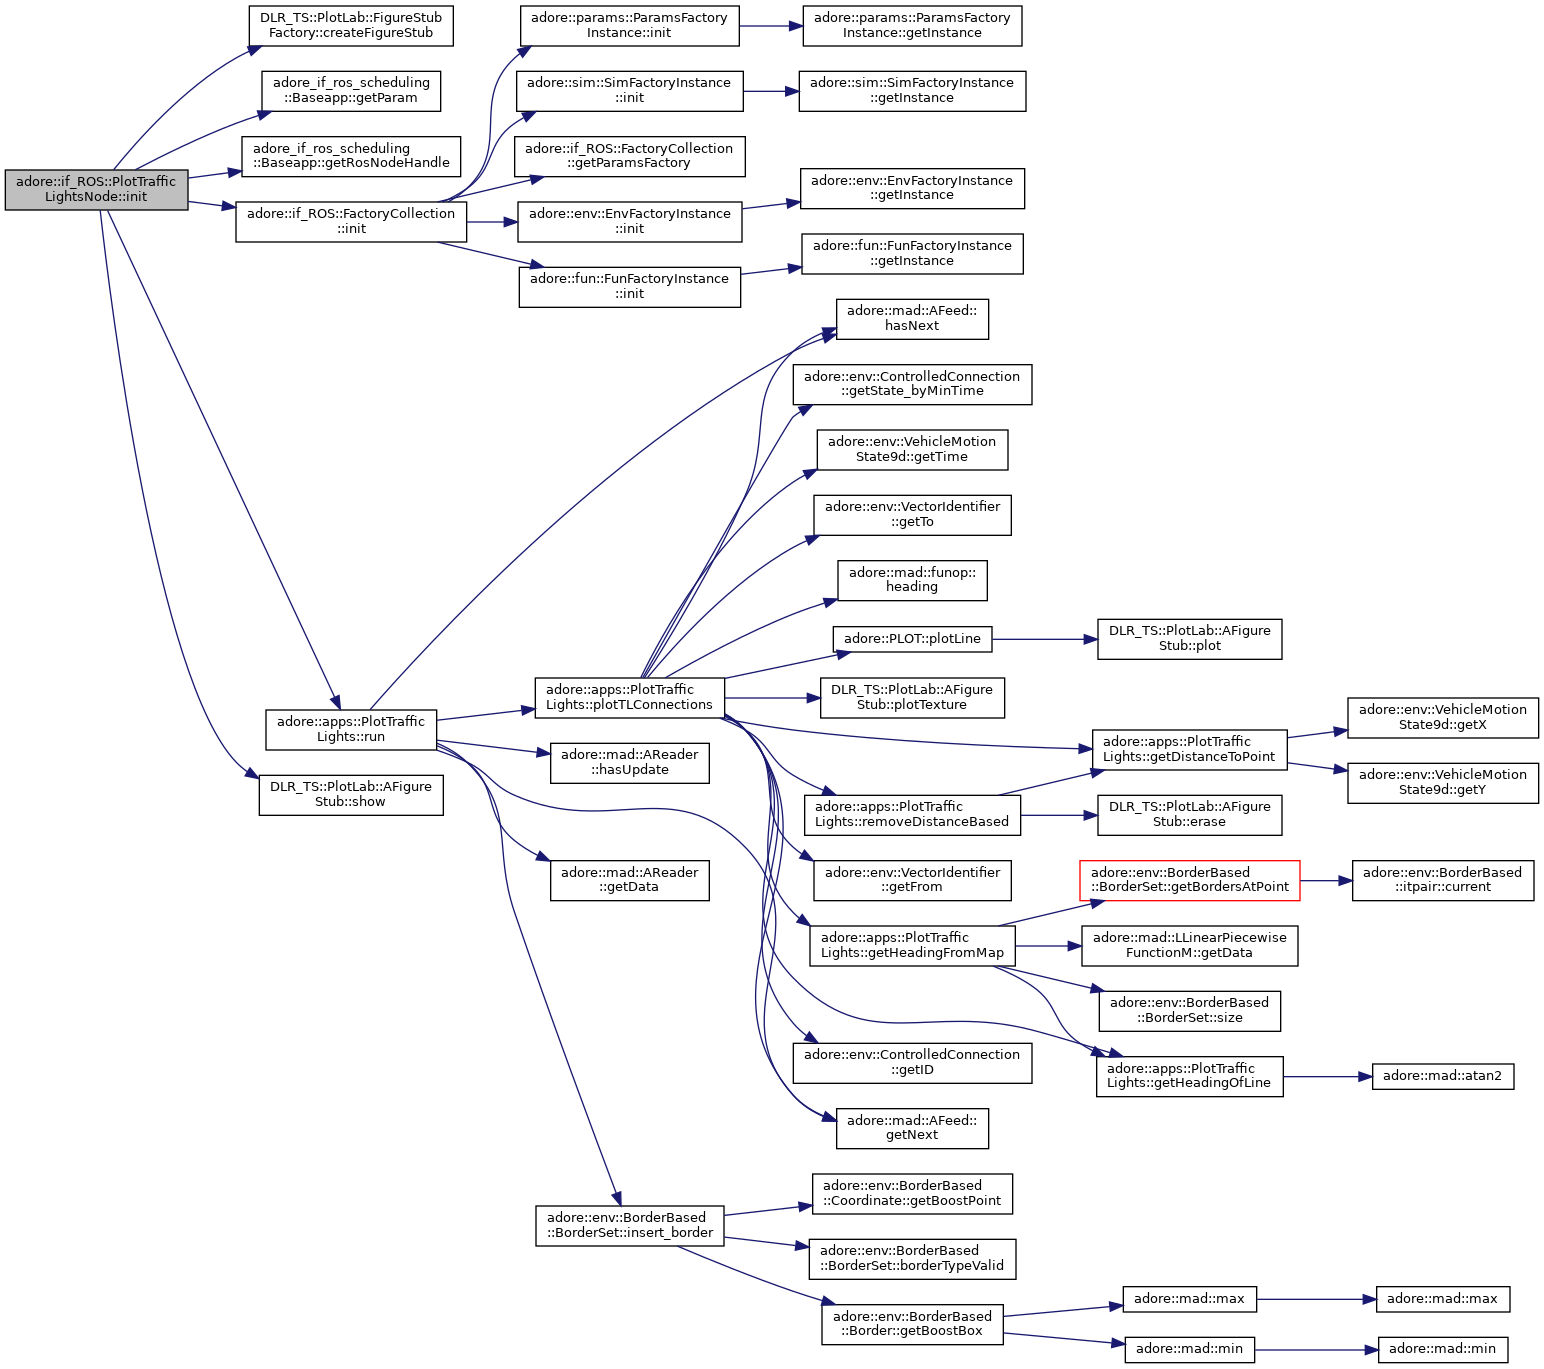 adore::if_ROS::PlotTraffic
LightsNode::init
DLR_TS::PlotLab::FigureStub
Factory::createFigureStub
adore_if_ros_scheduling
::Baseapp::getParam
adore_if_ros_scheduling
::Baseapp::getRosNodeHandle
adore::if_ROS::FactoryCollection
::init
adore::params::ParamsFactory
Instance::init
adore::params::ParamsFactory
Instance::getInstance
adore::sim::SimFactoryInstance
::init
adore::sim::SimFactoryInstance
::getInstance
adore::if_ROS::FactoryCollection
::getParamsFactory
adore::env::EnvFactoryInstance
::init
adore::env::EnvFactoryInstance
::getInstance
adore::fun::FunFactoryInstance
::init
adore::fun::FunFactoryInstance
::getInstance
adore::apps::PlotTraffic
Lights::run
DLR_TS::PlotLab::AFigure
Stub::show
adore::mad::AFeed::
hasNext
adore::apps::PlotTraffic
Lights::plotTLConnections
adore::mad::AReader
::hasUpdate
adore::mad::AReader
::getData
adore::env::BorderBased
::BorderSet::insert_border
adore::env::ControlledConnection
::getState_byMinTime
adore::env::VehicleMotion
State9d::getTime
adore::env::VectorIdentifier
::getTo
adore::mad::funop::
heading
adore::PLOT::plotLine
DLR_TS::PlotLab::AFigure
Stub::plot
DLR_TS::PlotLab::AFigure
Stub::plotTexture
adore::apps::PlotTraffic
Lights::getDistanceToPoint
adore::env::VehicleMotion
State9d::getX
adore::env::VehicleMotion
State9d::getY
adore::apps::PlotTraffic
Lights::removeDistanceBased
DLR_TS::PlotLab::AFigure
Stub::erase
adore::env::VectorIdentifier
::getFrom
adore::apps::PlotTraffic
Lights::getHeadingFromMap
adore::env::BorderBased
::BorderSet::getBordersAtPoint
adore::env::BorderBased
::itpair::current
adore::mad::LLinearPiecewise
FunctionM::getData
adore::env::BorderBased
::BorderSet::size
adore::apps::PlotTraffic
Lights::getHeadingOfLine
adore::mad::atan2
adore::env::ControlledConnection
::getID
adore::mad::AFeed::
getNext
adore::env::BorderBased
::Coordinate::getBoostPoint
adore::env::BorderBased
::BorderSet::borderTypeValid
adore::env::BorderBased
::Border::getBoostBox
adore::mad::max
adore::mad::max
adore::mad::min
adore::mad::min